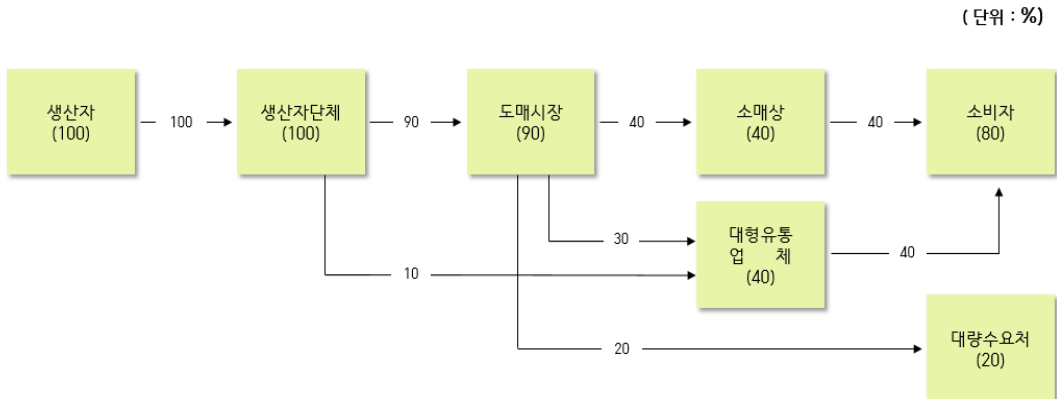 ( 단위 : %)
생산자
(100)
100
생산자단체
(100)
90
도매시장
(90)
40
소매상
(40)
40
소비자
(80)
30
대형유통
업 체
(40)
40
10
20
대량수요처
(20)